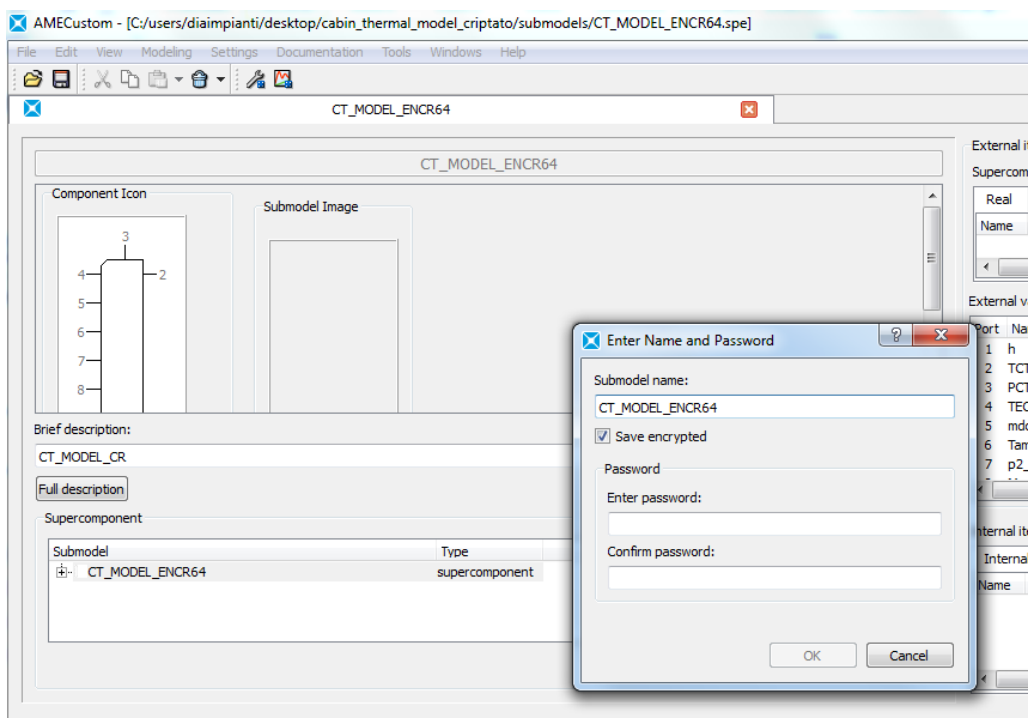 AMECustom - [C:/users/diaimpianti/desktop/cabin_thermal_model_criptato/submodels/CT_MODEL_ENCR64.spe]
File Edit View Modeling Settings Documentation Tools Windows Help
CT_MODEL_ENCR64
CT_MODEL_ENCR64
Component Icon
Submodel Image
3
4
2
5
6
7
8
Brief description:
CT_MODEL_CR
Full description
Supercomponent
Submodel Type
CT_MODEL_ENCR64 supercomponent
External i
Supercom
Real
Name
External v
Port Na
1 h
2 TCT
3 PCT
4 TEC
5 mdo
6 Tam
7 p2_
nternal ite
Interna
Name
Enter Name and Password
Submodel name:
CT_MODEL_ENCR64
Save encrypted
Password
Enter password:
Confirm password:
OK Cancel